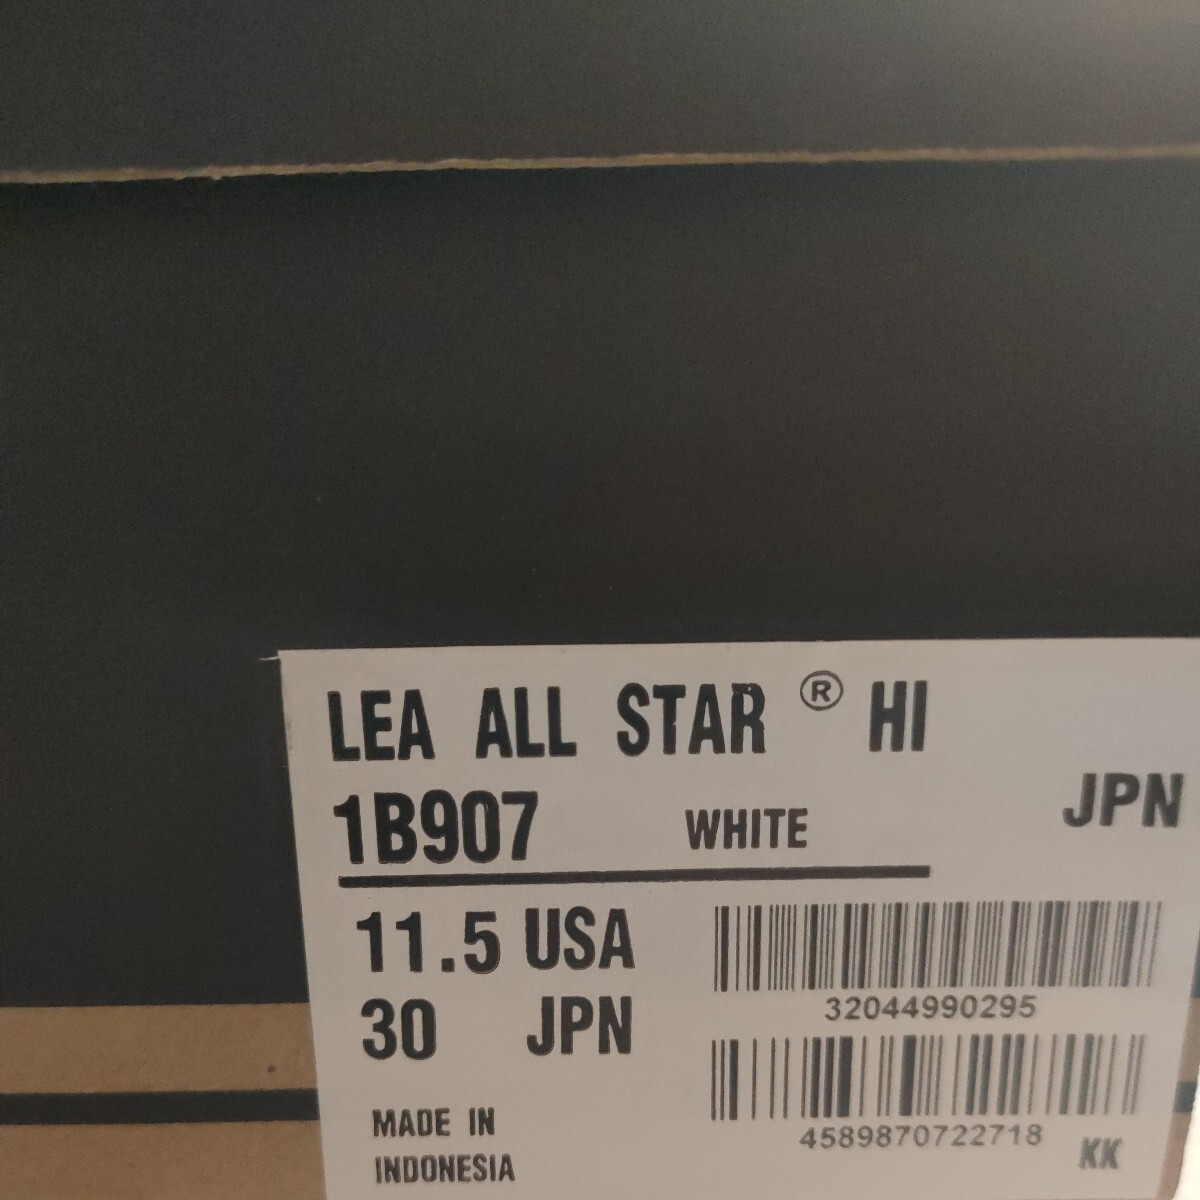 LEA ALL STAR ® HI
1B907 WHITE JPN
11.5 USA
30 JPN
32044990295
4589870722718
MADE IN
INDONESIA
KK